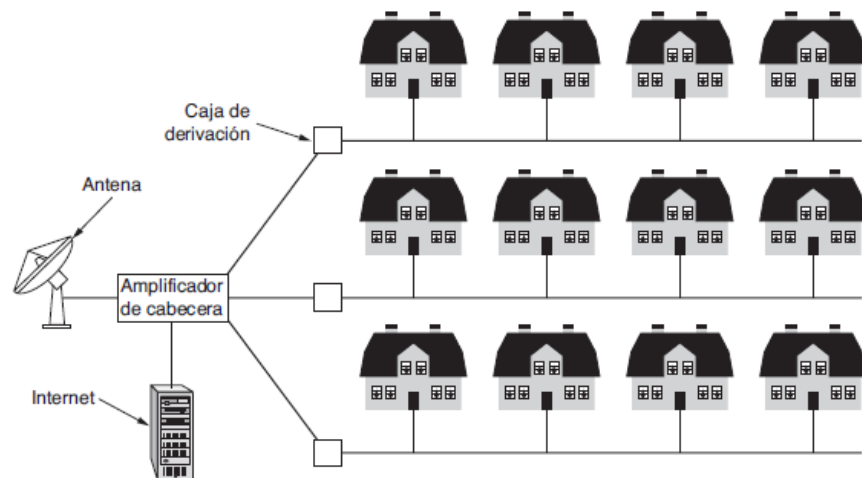 Caja de
derivación
Antena
Amplificador
de cabecera
Internet